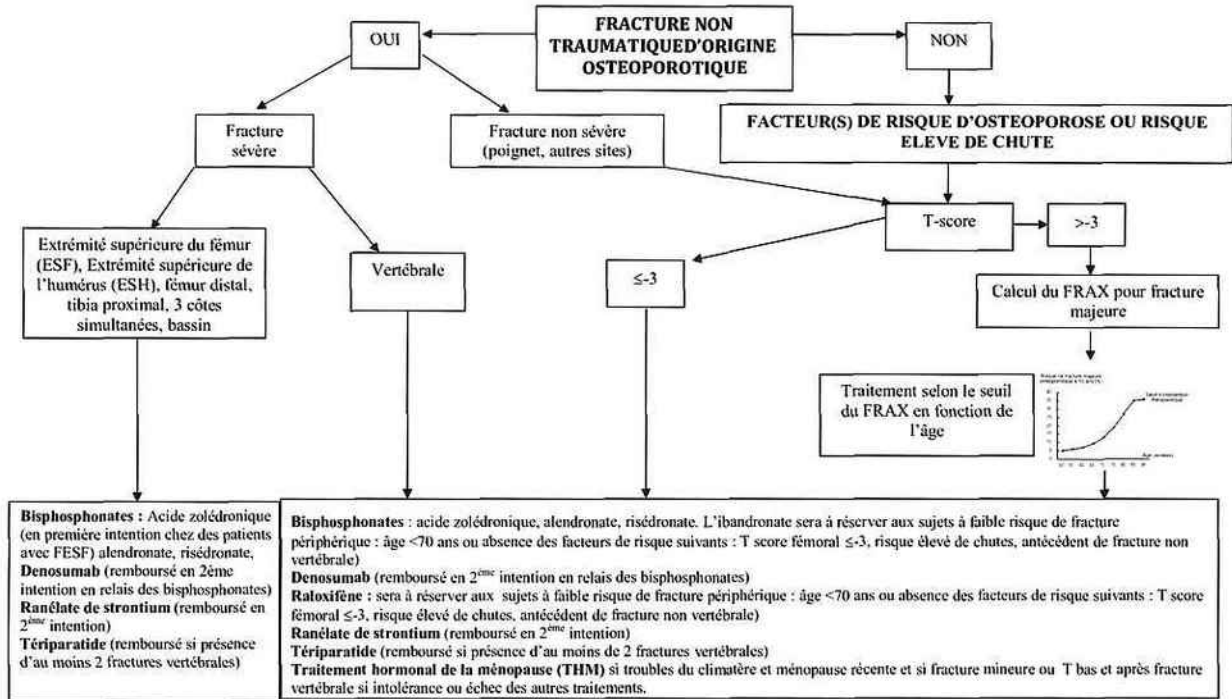 FRACTURE NON
TRAUMATIQUED'ORIGINE
OSTEOPOROTIQUE
OUI
NON
Fracture
sévère
Fracture non sévère
(poignet, autres sites)
FACTEUR(S) DE RISQUE D'OSTEOPOROSE OU RISQUE
ELEVE DE CHUTE
T-score
>-3
≤-3
Extrémité supérieure du fémur
(ESF), Extrémité supérieure de
l'humérus (ESH), fémur distal,
tibia proximal, 3 côtes
simultanées, bassin
Vertébrale
Calcul du FRAX pour fracture
majeure
Traitement selon le seuil
du FRAX en fonction de
l'âge
Bisphosphonates : Acide zolédronique
(en première intention chez des patients
avec FESF) alendronate, risédronate,
Denosumab (remboursé en 2ème
intention en relais des bisphosphonates)
Ranélate de strontium (remboursé en
2ème intention)
Tériparatide (remboursé si présence
d'au moins 2 fractures vertébrales)
Bisphosphonates : acide zolédronique, alendronate, risédronate. L'ibandronate sera à réserver aux sujets à faible risque de fracture
périphérique : âge <70 ans ou absence des facteurs de risque suivants : T score fémoral ≤-3, risque élevé de chutes, antécédent de fracture non
vertébrale)
Denosumab (remboursé en 2ème intention en relais des bisphosphonates)
Raloxifène : sera à réserver aux sujets à faible risque de fracture périphérique : âge <70 ans ou absence des facteurs de risque suivants : T score
fémoral ≤-3, risque élevé de chutes, antécédent de fracture non vertébrale)
Ranélate de strontium (remboursé en 2ème intention)
Tériparatide (remboursé si présence d'au moins de 2 fractures vertébrales)
Traitement hormonal de la ménopause (THM) si troubles du climatère et ménopause récente et si fracture mineure ou T bas et après fracture
vertébrale si intolérance ou échec des autres traitements.